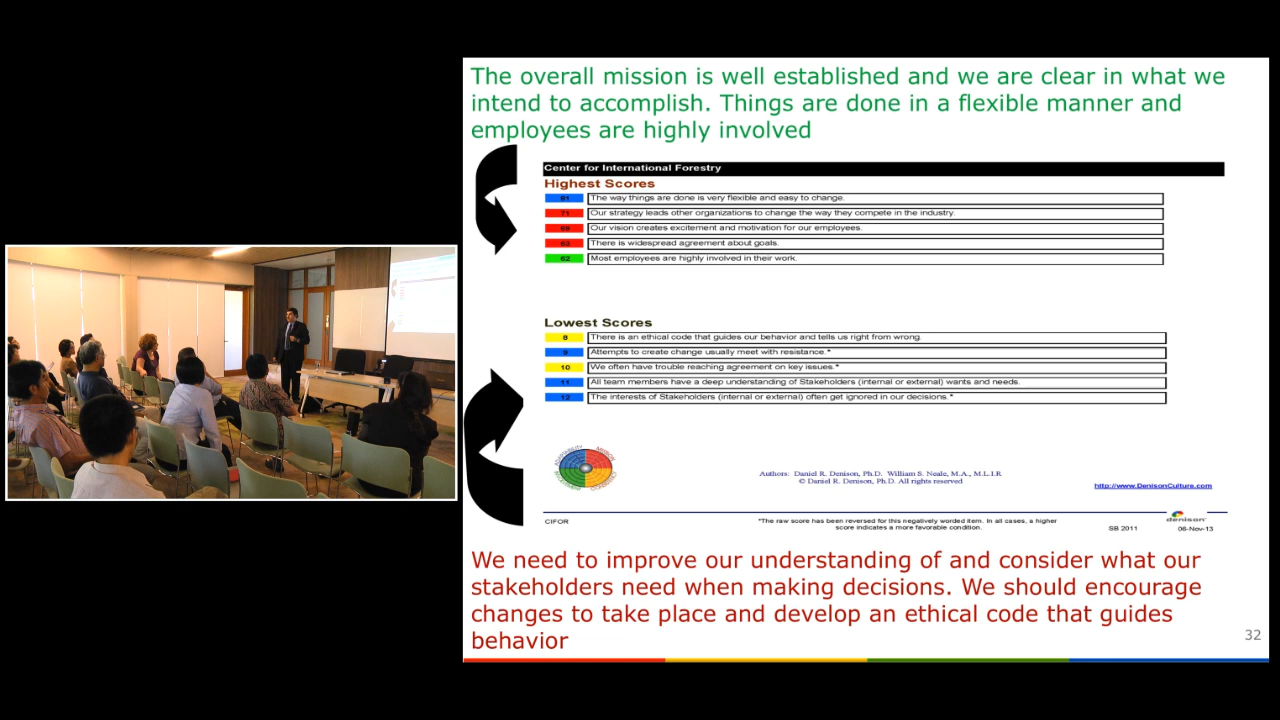 The overall mission is well established and we are clear in what we
intend to accomplish. Things are done in a flexible manner and
employees are highly involved
Center for International Forestry
Highest Scores
81 The way things are done is very flexible and easy to change.
71 Our strategy leads other organizations to change the way they compete in the industry.
Our vision creates excitement and motivation for our employees.
63 There is widespread agreement about goals.
62 Most employees are highly involved in their work.
Lowest Scores
8 There is an ethical code that guides our behavior and tells us right from wrong.
9 Attempts to create change usually meet with resistance.*
10 We often have trouble reaching agreement on key issues.*
11 All team members have a deep understanding of Stakeholders (internal or external) wants and needs.
12 The interests of Stakeholders (internal or external) often get ignored in our decisions.*
Authors: Daniel R. Denison, Ph.D. William S. Neale, M.A., M.L.I.R
© Daniel R. Denison, Ph.D. All rights reserved
http://www.DenisonCulture.com
CIFOR
*The raw score has been reversed for this negatively worded item. In all cases, a higher
score indicates a more favorable condition.
denison
SB 2011
06-Nov-13
We need to improve our understanding of and consider what our
stakeholders need when making decisions. We should encourage
changes to take place and develop an ethical code that guides
behavior
32